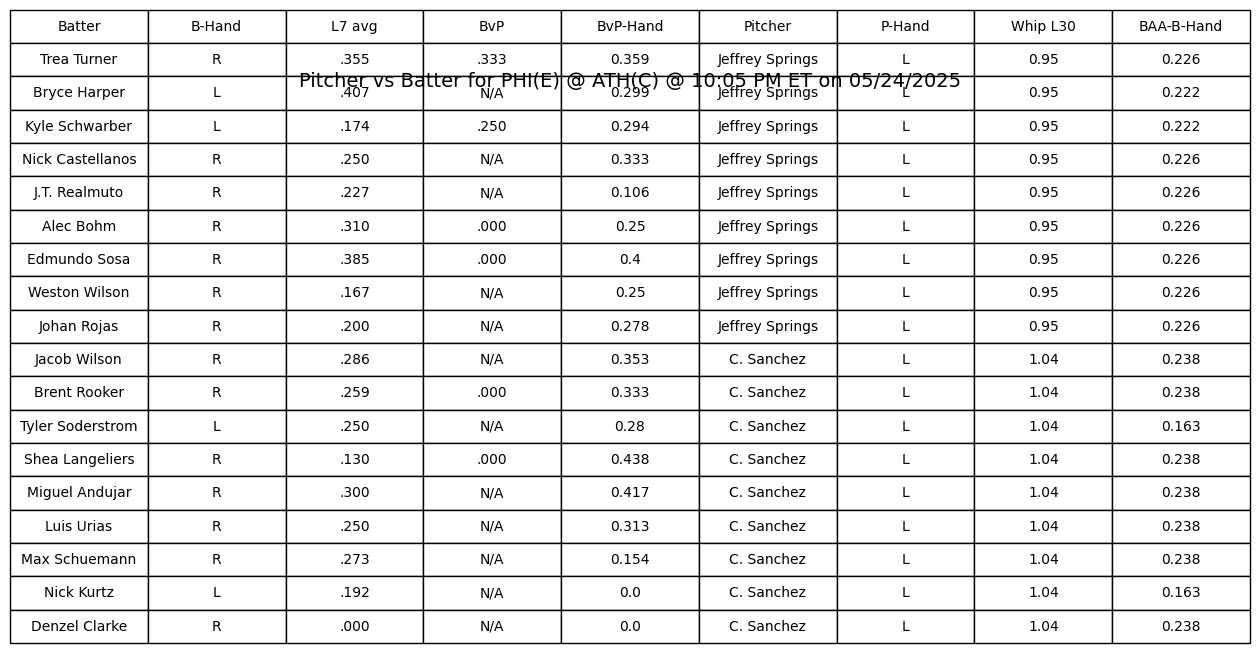 Batter B-Hand L7 avg BvP BvP-Hand Pitcher P-Hand Whip L30 BAA-B-Hand
Trea Turner R .355 .333 0.359 Jeffrey Springs L 0.95 0.226
Pitcher vs Batter for PHI(E) @ ATH(C) @ 10:05 PM ET on 05/24/2025
Bryce Harper L .407 N/A 0.299 Jeffrey Springs L 0.95 0.222
Kyle Schwarber L .174 .250 0.294 Jeffrey Springs L 0.95 0.222
Nick Castellanos R .250 N/A 0.333 Jeffrey Springs L 0.95 0.226
J.T. Realmuto R .227 N/A 0.106 Jeffrey Springs L 0.95 0.226
Alec Bohm R .310 .000 0.25 Jeffrey Springs L 0.95 0.226
Edmundo Sosa R .385 .000 0.4 Jeffrey Springs L 0.95 0.226
Weston Wilson R .167 N/A 0.25 Jeffrey Springs L 0.95 0.226
Johan Rojas R .200 N/A 0.278 Jeffrey Springs L 0.95 0.226
Jacob Wilson R .286 N/A 0.353 C. Sanchez L 1.04 0.238
Brent Rooker R .259 .000 0.333 C. Sanchez L 1.04 0.238
Tyler Soderstrom L .250 N/A 0.28 C. Sanchez L 1.04 0.163
Shea Langeliers R .130 .000 0.438 C. Sanchez L 1.04 0.238
Miguel Andujar R .300 N/A 0.417 C. Sanchez L 1.04 0.238
Luis Urias R .250 N/A 0.313 C. Sanchez L 1.04 0.238
Max Schuemann R .273 N/A 0.154 C. Sanchez L 1.04 0.238
Nick Kurtz L .192 N/A 0.0 C. Sanchez L 1.04 0.163
Denzel Clarke R .000 N/A 0.0 C. Sanchez L 1.04 0.238